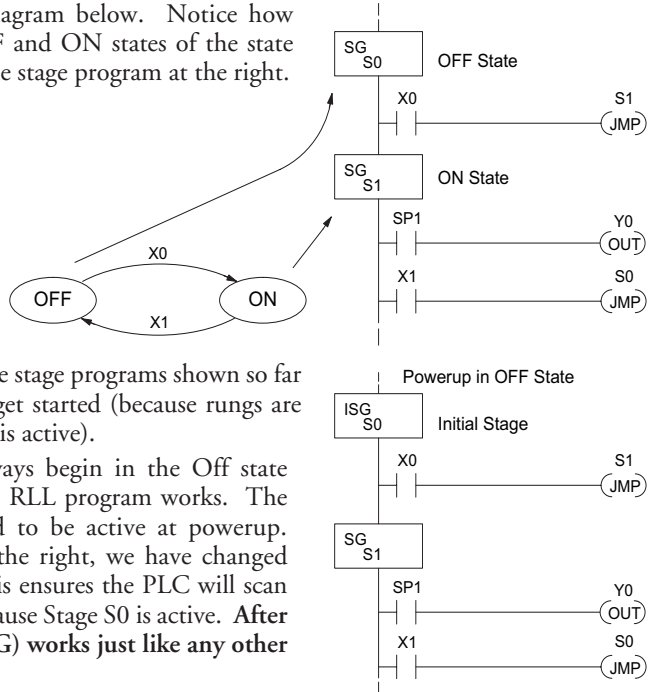 agram below. Notice how
F and ON states of the state
e stage program at the right.
SG
S0
OFF State
X0
S1
JMP
SG
S1
ON State
SP1
Y0
OUT
X1
S0
JMP
X0
OFF
ON
X1
e stage programs shown so far
get started (because rungs are
is active).
ays begin in the Off state
RLL program works. The
d to be active at powerup.
the right, we have changed
is ensures the PLC will scan
ause Stage S0 is active. After
G) works just like any other
Powerup in OFF State
ISG
S0
Initial Stage
X0
S1
JMP
SG
S1
SP1
Y0
OUT
X1
S0
JMP